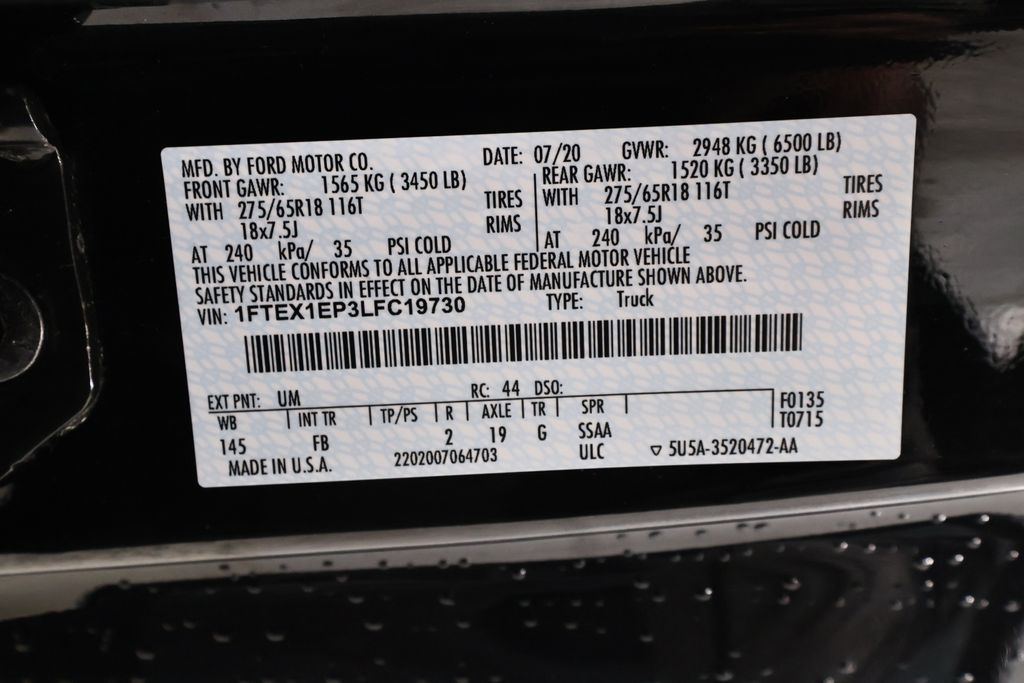 MFD. BY FORD MOTOR CO. DATE: 07/20 GVWR: 2948 KG ( 6500 LB)
FRONT GAWR: 1565 KG ( 3450 LB) REAR GAWR: 1520 KG ( 3350 LB)
WITH 275/65R18 116T TIRES WITH 275/65R18 116T TIRES
18x7.5J RIMS 18x7.5J RIMS
AT 240 kPa/ 35 PSI COLD AT 240 kPa/ 35 PSI COLD
THIS VEHICLE CONFORMS TO ALL APPLICABLE FEDERAL MOTOR VEHICLE
SAFETY STANDARDS IN EFFECT ON THE DATE OF MANUFACTURE SHOWN ABOVE.
VIN: 1FTEX1EP3LFC19730 TYPE: Truck
EXT PNT: UM RC: 44 DSO: F0135
WB INT TR TP/PS R AXLE TR SPR T0715
145 FB 2 19 G SSAA
MADE IN U.S.A. 2202007064703 ULC ▽ 5U5A-3520472-AA